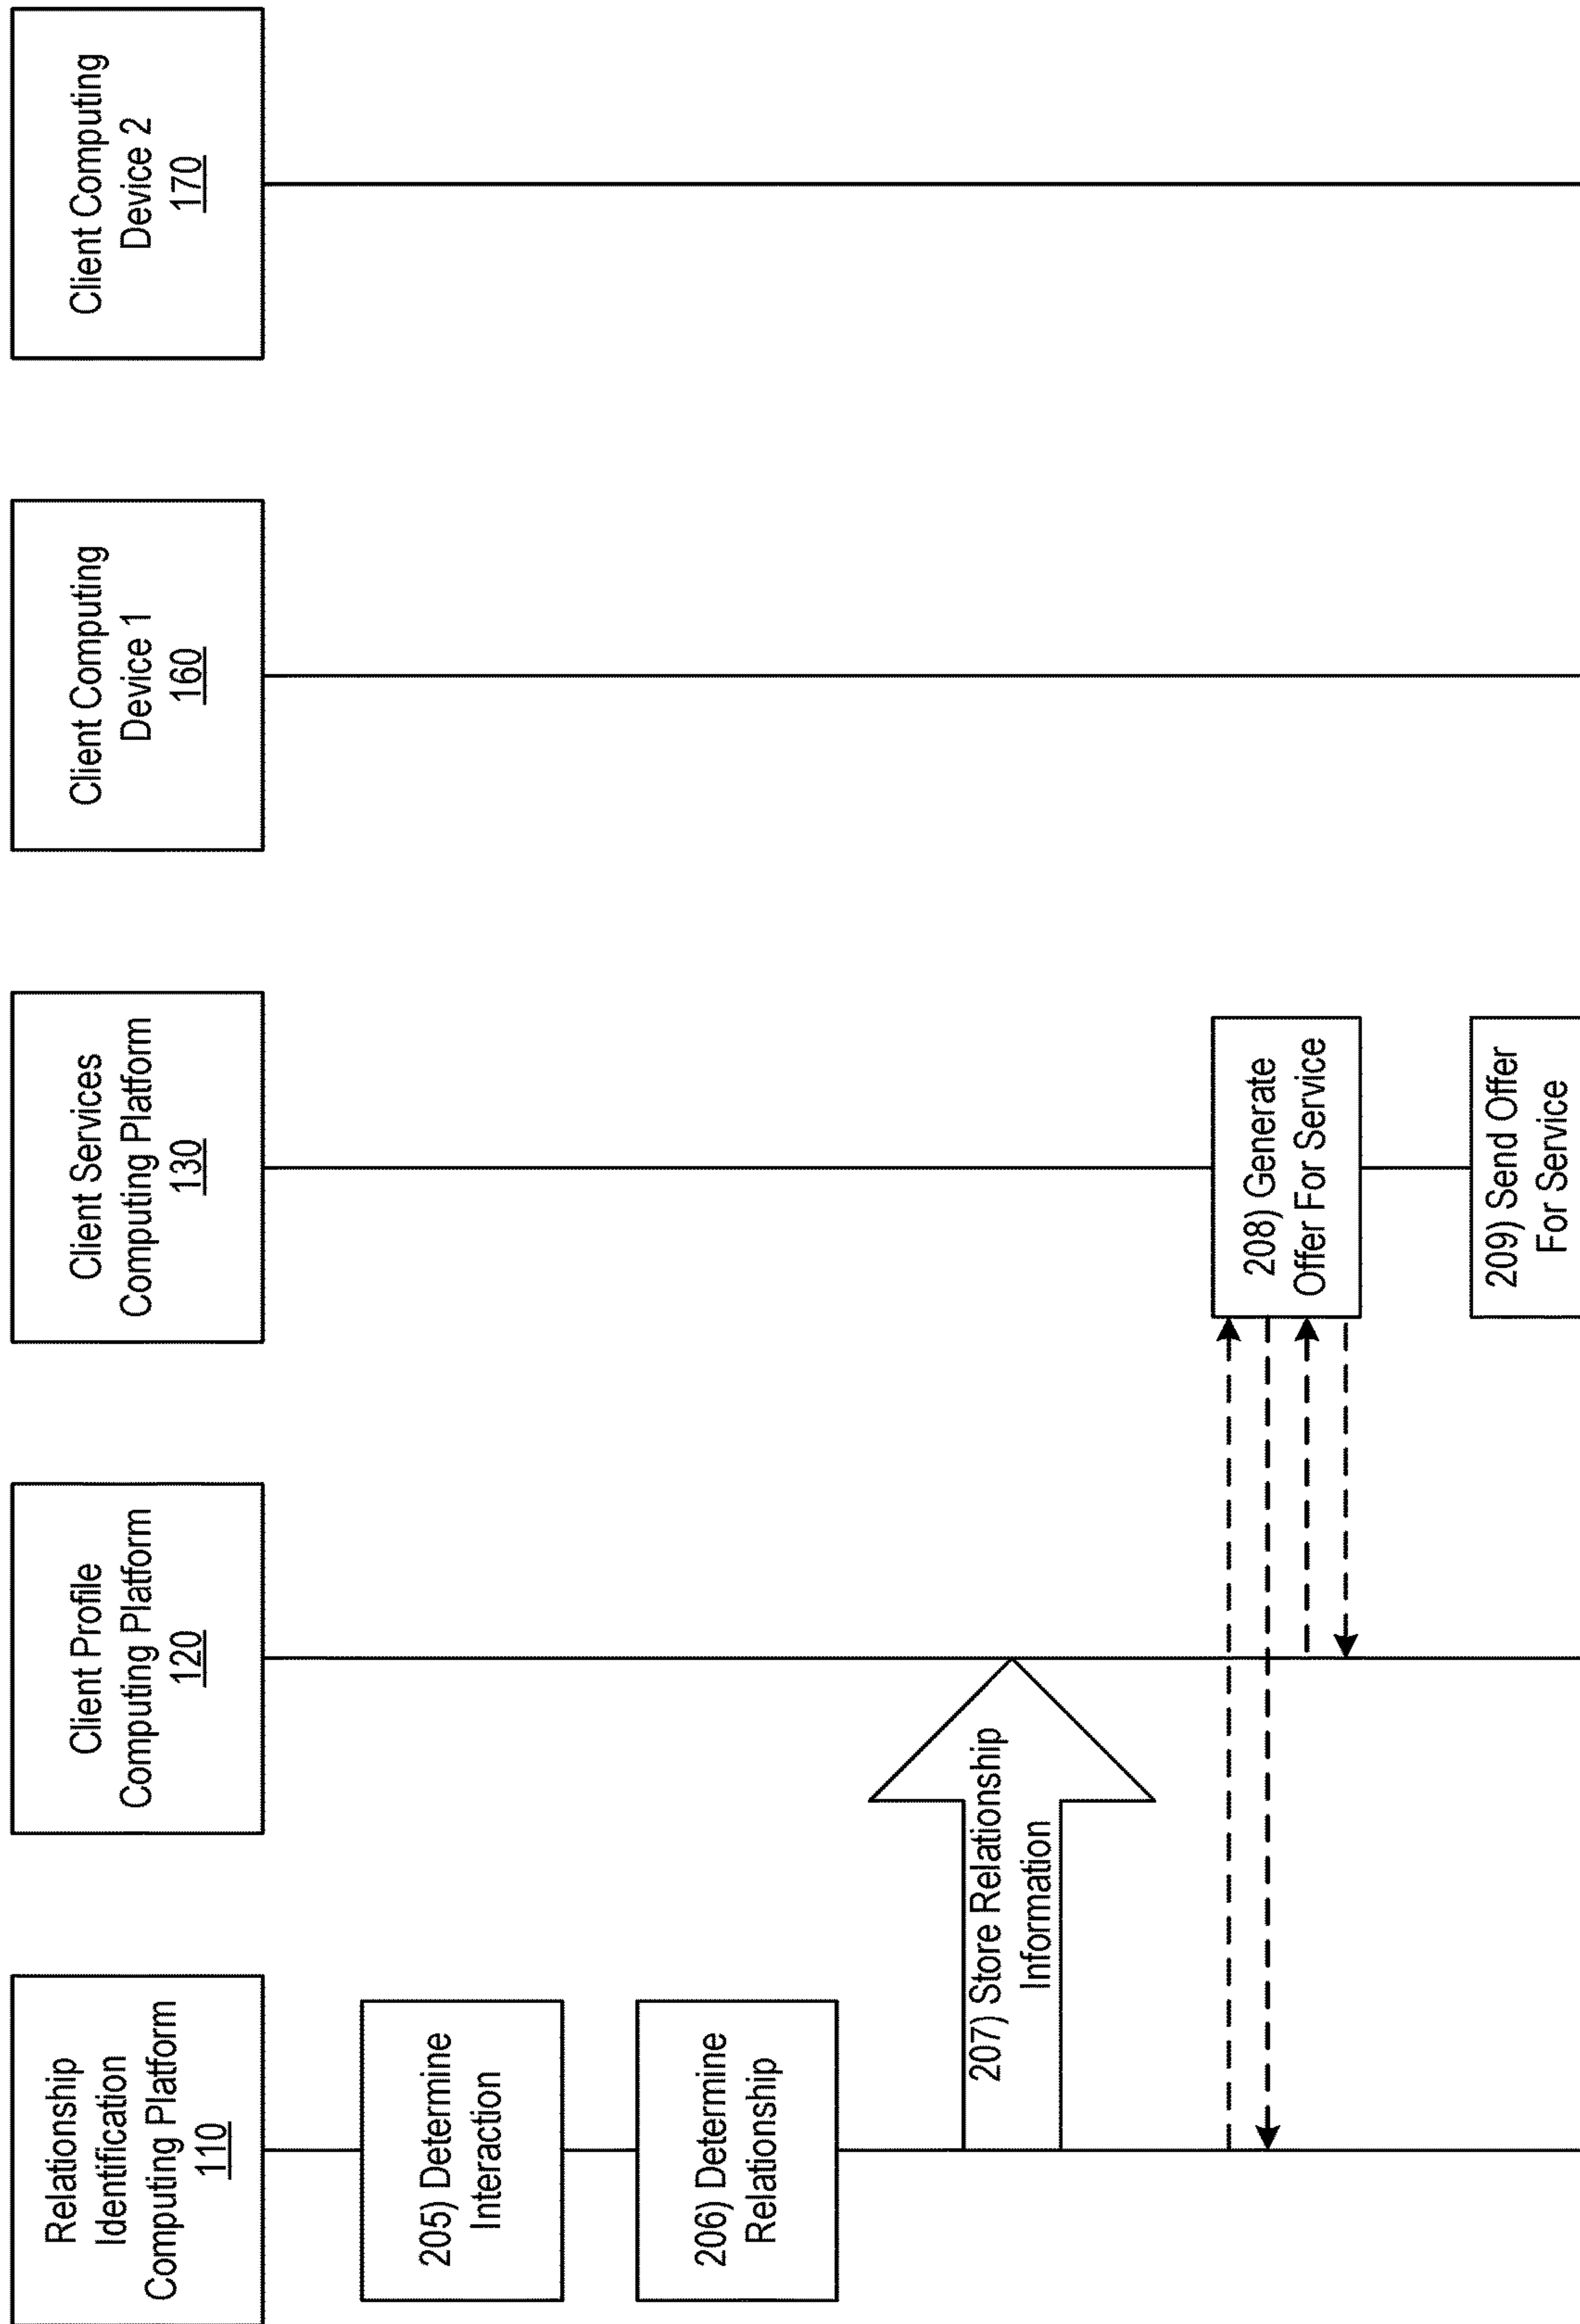 Relationship
Identification
Computing Platform
110
Client Profile
Computing Platform
120
Client Services
Computing Platform
130
Client Computing
Device 1
160
Client Computing
Device 2
170
205) Determine
Interaction
206) Determine
Relationship
207) Store Relationship
Information
208) Generate
Offer For Service
209) Send Offer
For Service